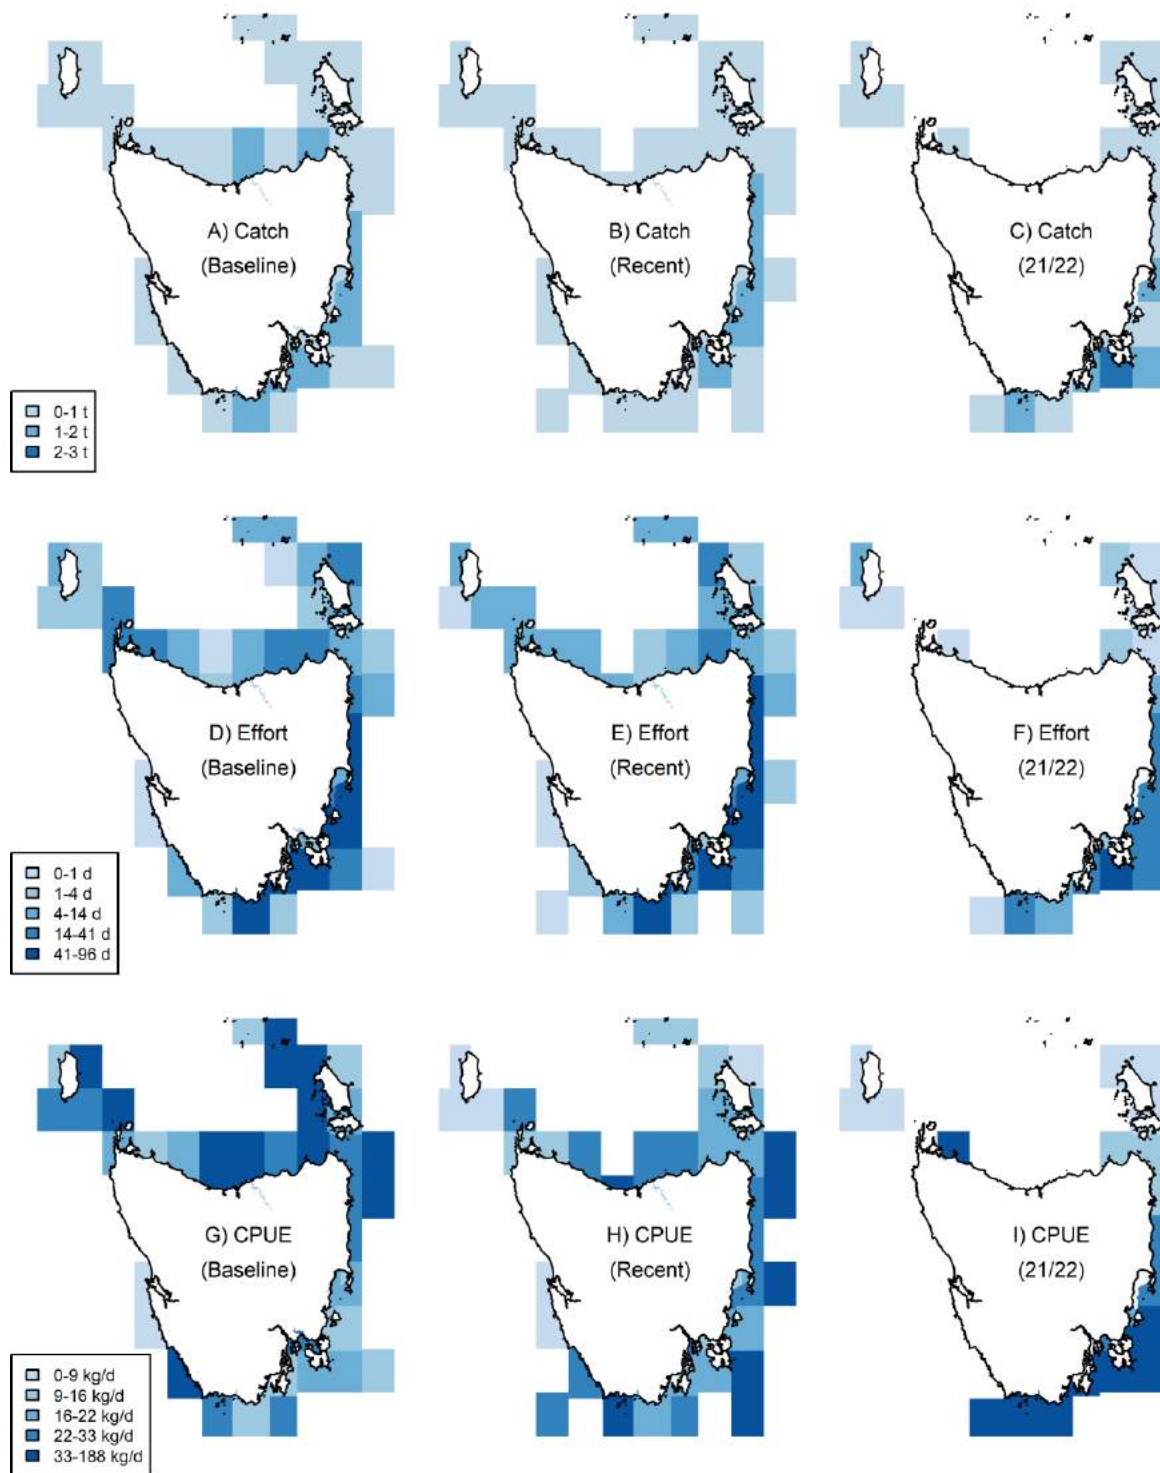 A) Catch
(Baseline)
B) Catch
(Recent)
C) Catch
(21/22)
0-1 t
1-2 t
2-3 t
D) Effort
(Baseline)
E) Effort
(Recent)
F) Effort
(21/22)
0-1 d
1-4 d
4-14 d
14-41 d
41-96 d
G) CPUE
(Baseline)
H) CPUE
(Recent)
I) CPUE
(21/22)
0-9 kg/d
9-16 kg/d
16-22 kg/d
22-33 kg/d
33-188 kg/d